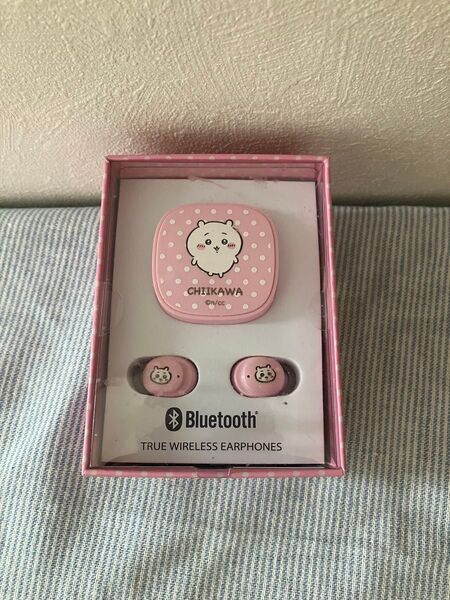 CHIIKAWA
©n/cc
Bluetooth®
TRUE WIRELESS EARPHONES